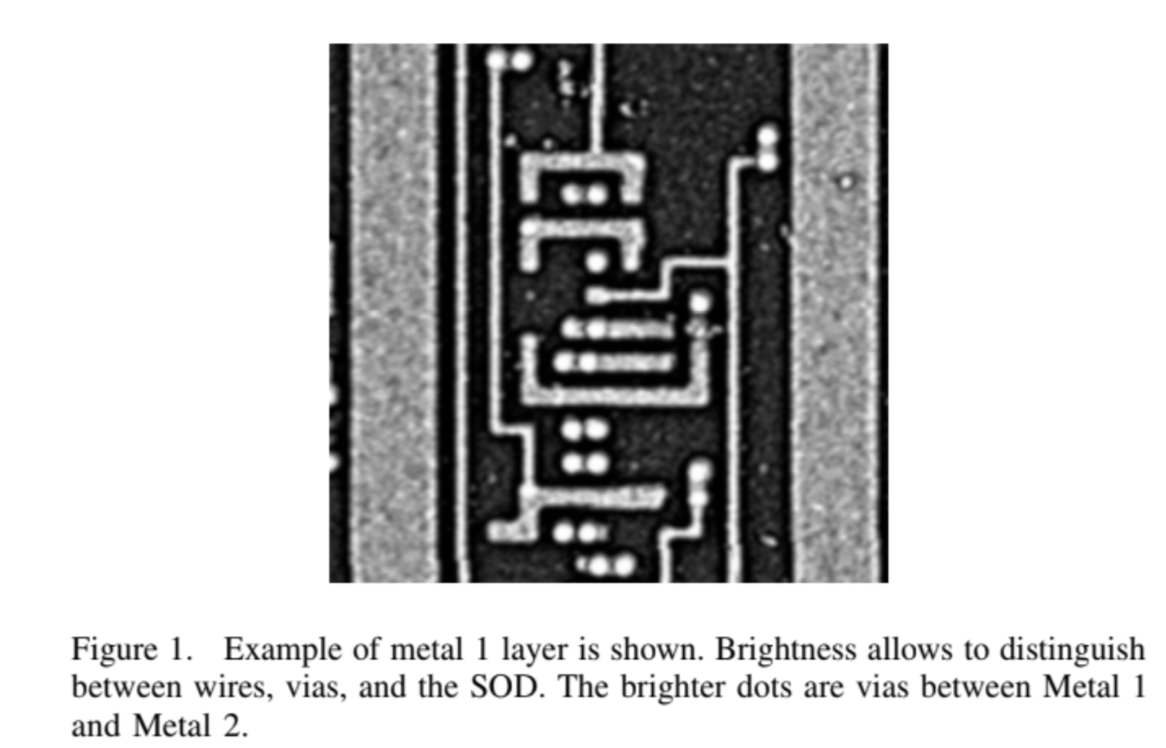 Figure 1. Example of metal 1 layer is shown. Brightness allows to distinguish
between wires, vias, and the SOD. The brighter dots are vias between Metal 1
and Metal 2.